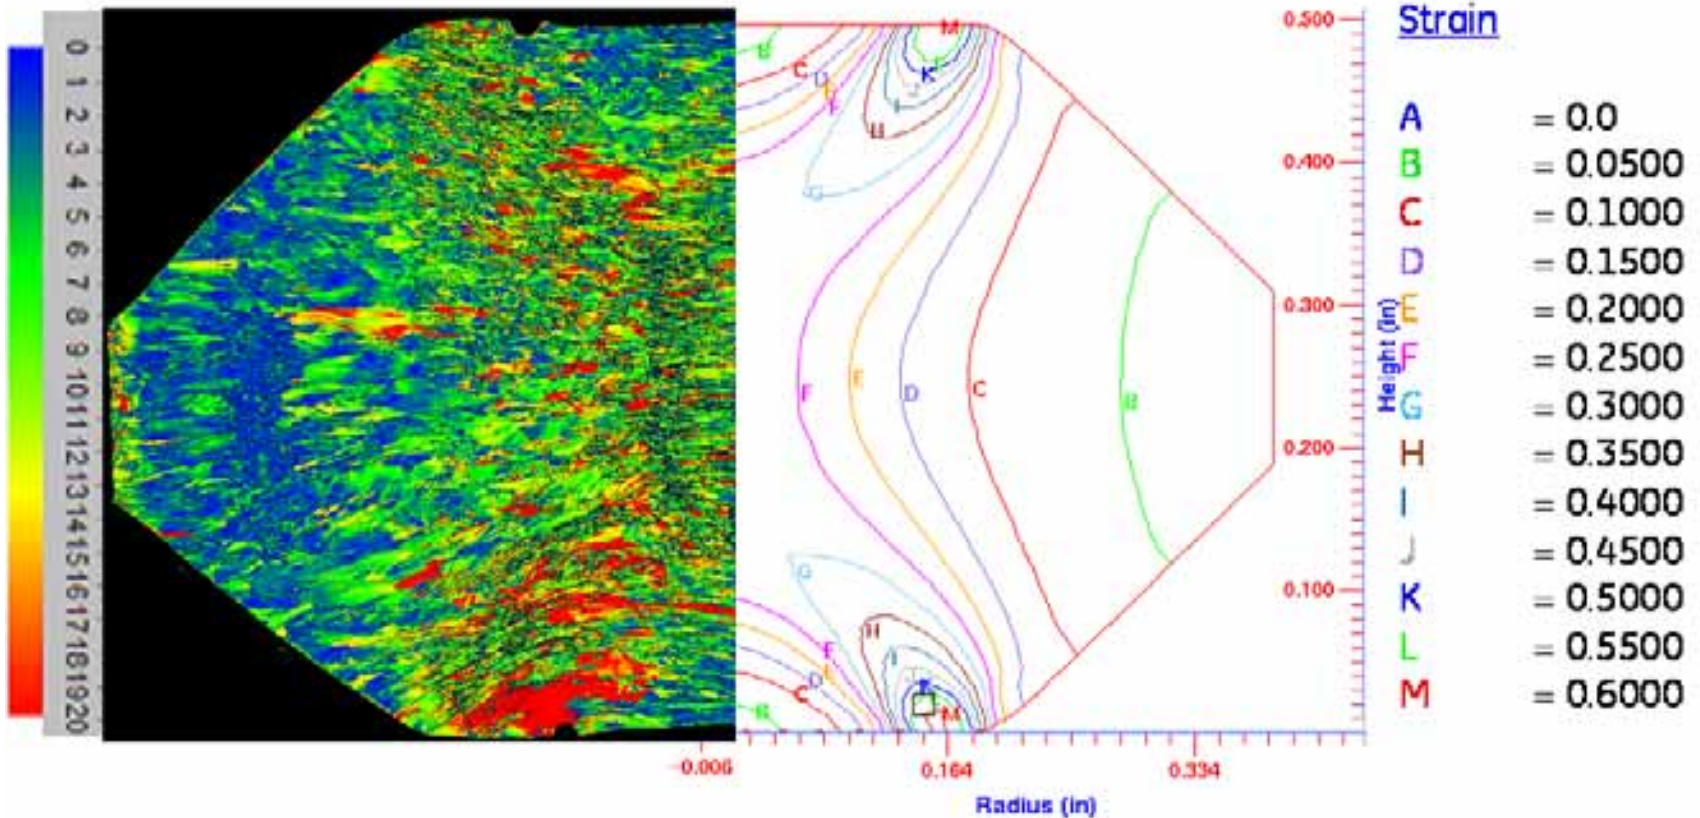 0 1 2 3 4 5 6 7 8 9 10 11 12 13 14 15 16 17 18 19 20
M
B
C
D
E
F
K
L
J
I
H
G
F
E
D
C
B
G
H
I
J
F
E
D
C
B
M
0.500
0.400
0.300
0.200
0.100
Height (in)
-0.006 0.164 0.334
Radius (in)
Strain
A = 0.0
B = 0.0500
C = 0.1000
D = 0.1500
E = 0.2000
F = 0.2500
G = 0.3000
H = 0.3500
I = 0.4000
J = 0.4500
K = 0.5000
L = 0.5500
M = 0.6000